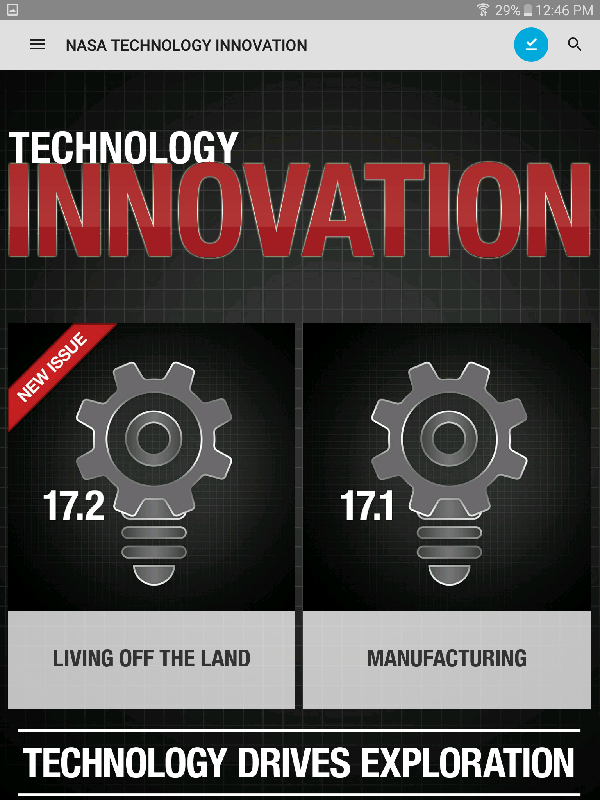 29% 12:46 PM
NASA TECHNOLOGY INNOVATION
TECHNOLOGY
INNOVATION
NEW ISSUE
17.2
17.1
LIVING OFF THE LAND
MANUFACTURING
TECHNOLOGY DRIVES EXPLORATION